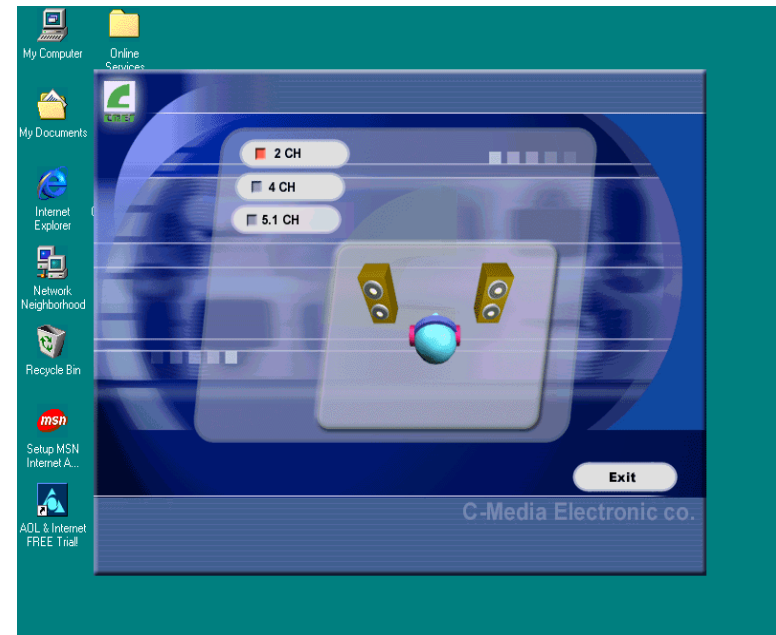 My Computer
Online
Services
My Documents
2 CH
4 CH
5.1 CH
Internet
Explorer
Network
Neighborhood
Recycle Bin
msn
Setup MSN
Internet A...
Exit
C-Media Electronic co.
AOL & Internet
FREE Trial!